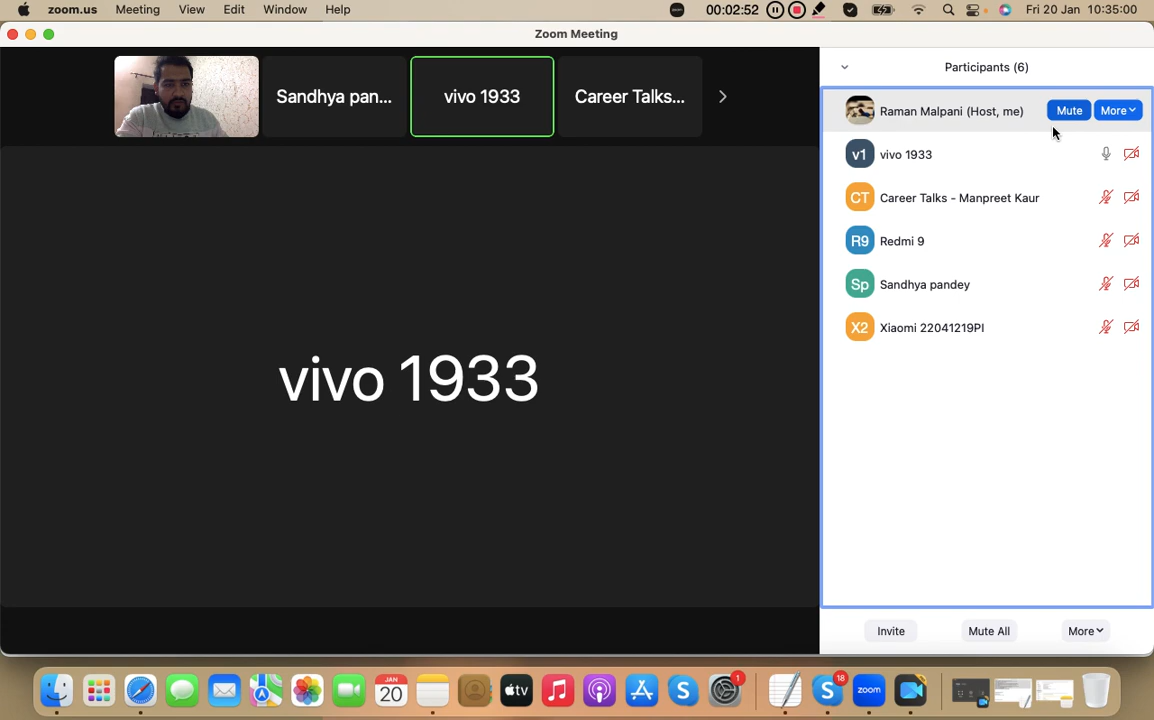 zoom.us Meeting View Edit Window Help 00:02:52 Fri 20 Jan 10:35:00
Zoom Meeting
Sandhya pan... vivo 1933 Career Talks...
vivo 1933
Participants (6)
Raman Malpani (Host, me) Mute More
v1 vivo 1933
CT Career Talks - Manpreet Kaur
R9 Redmi 9
Sp Sandhya pandey
X2 Xiaomi 22041219PI
Invite Mute All More
JAN
20
tv
1
18
zoom